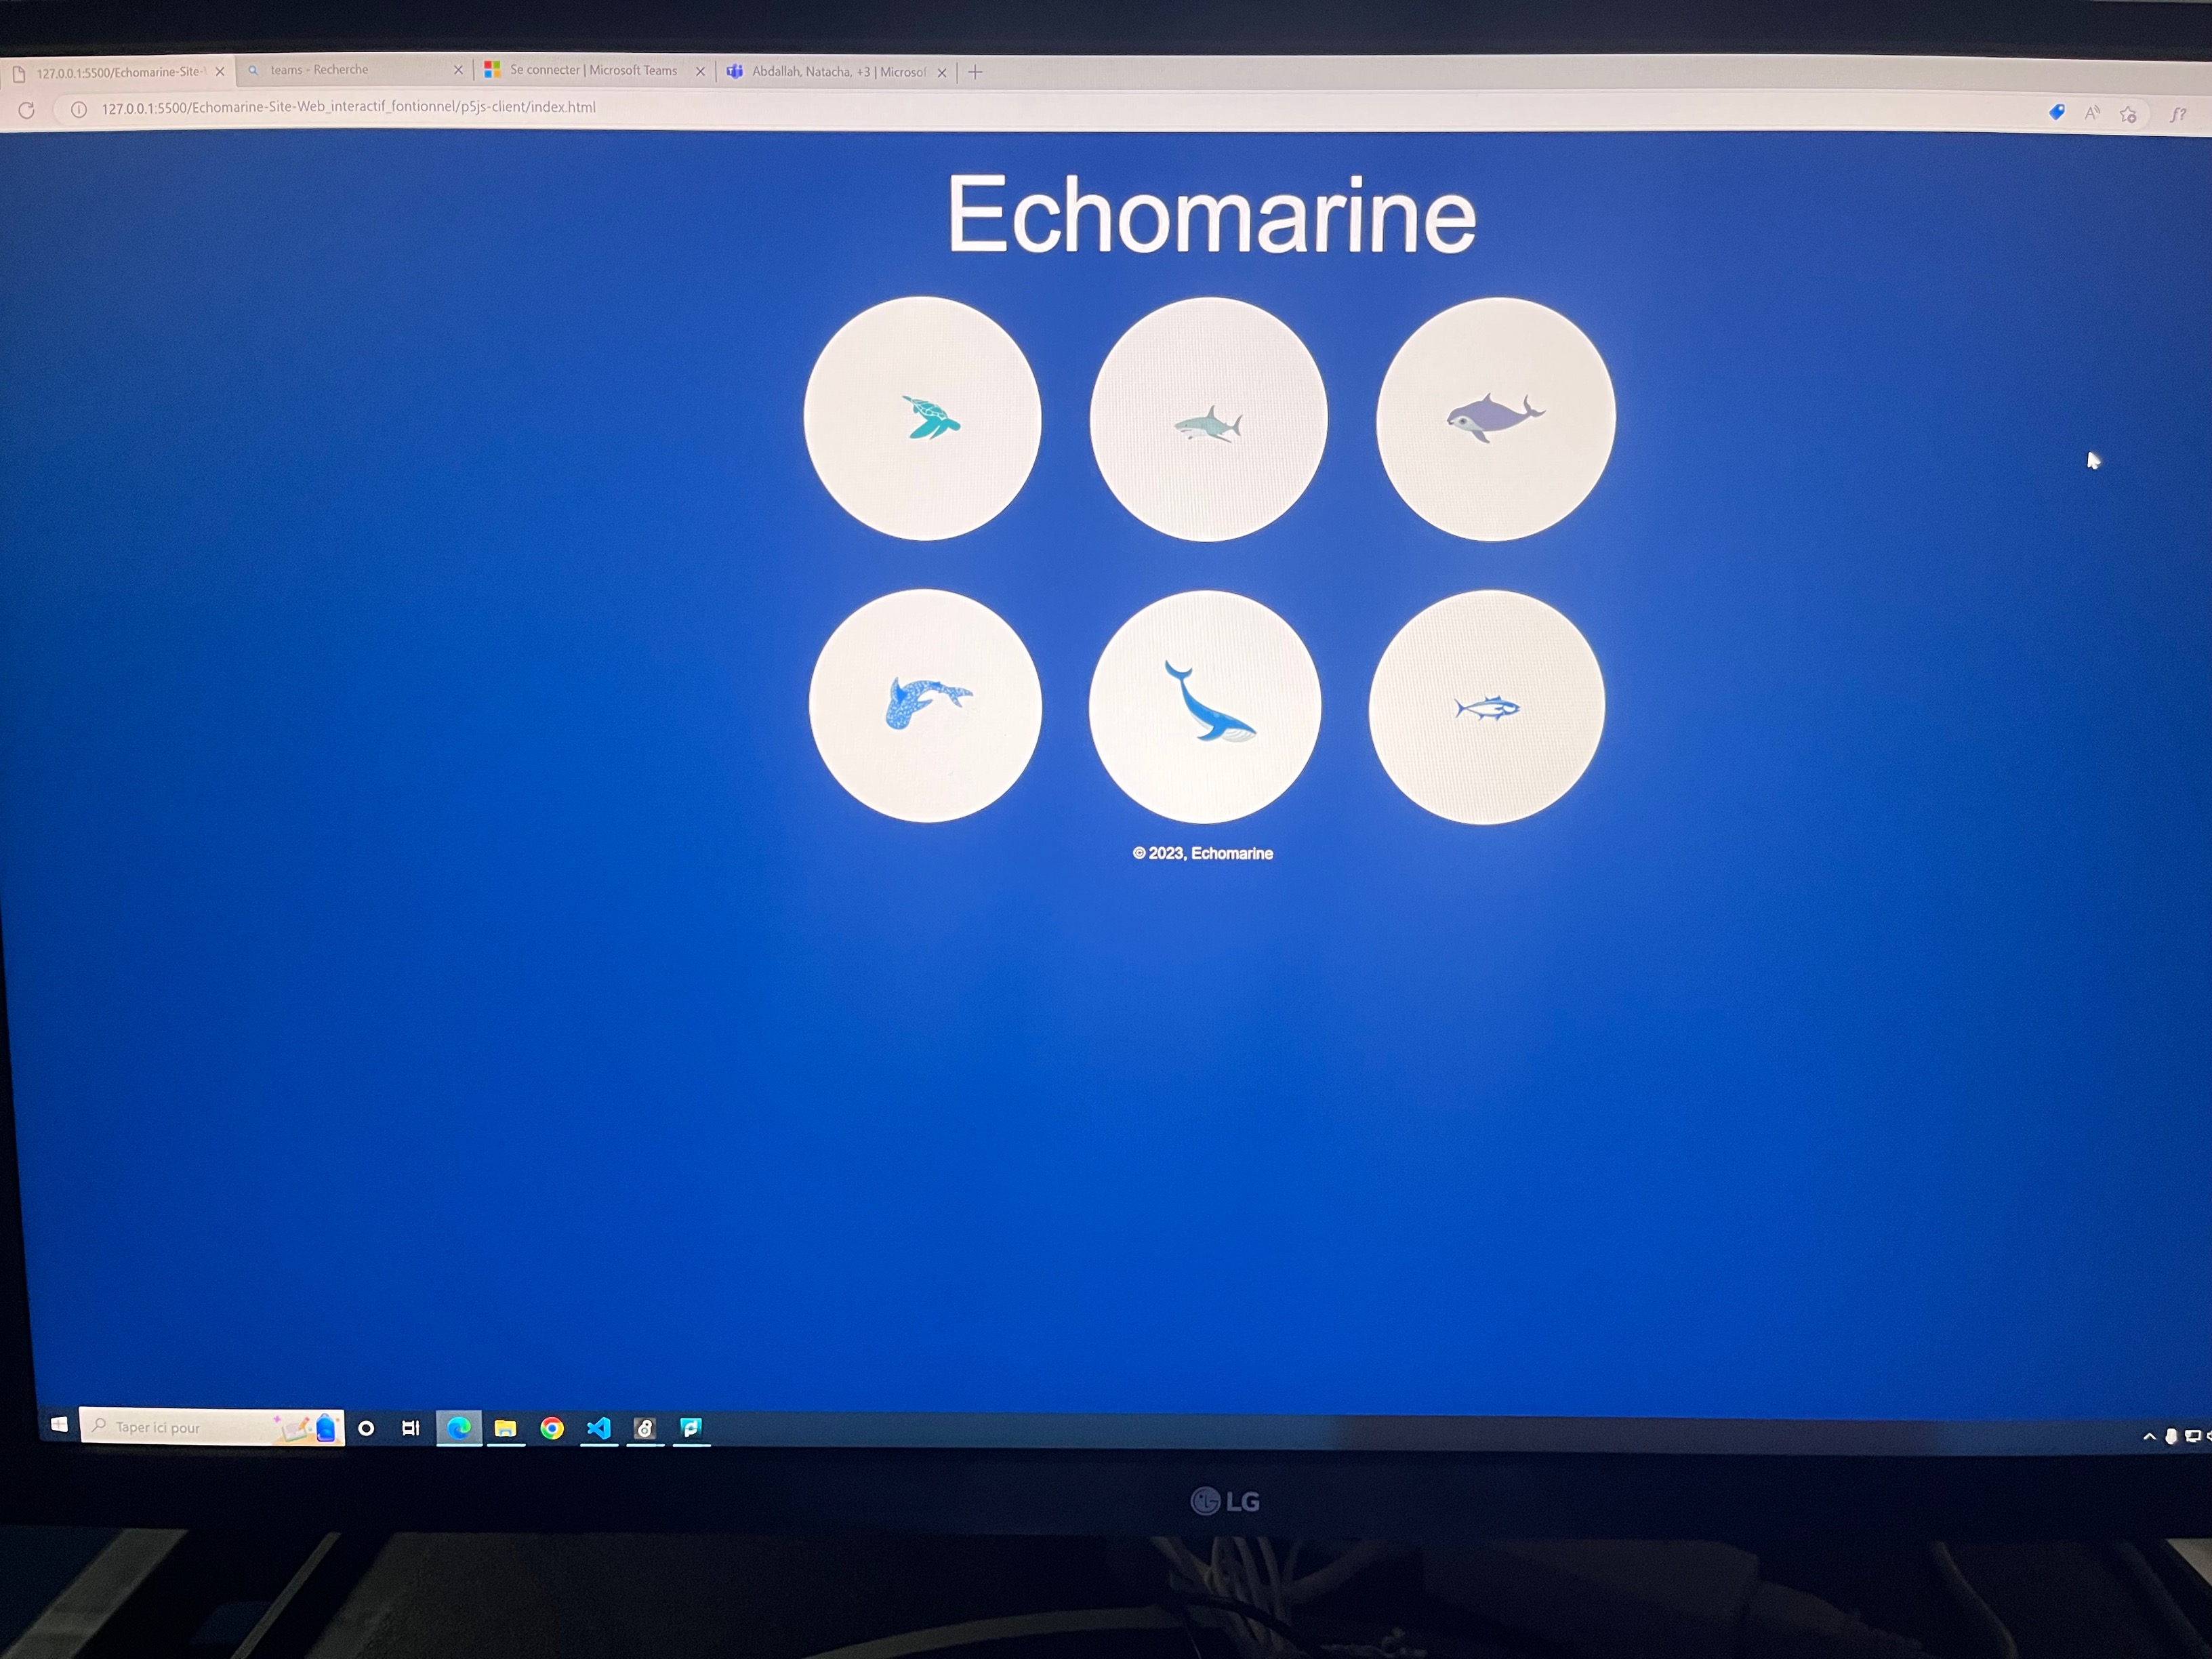 127.0.0.1:5500/Echomarine-Site-
teams - Recherche
Se connecter | Microsoft Teams
Abdallah, Natacha, +3 | Microsof
127.0.0.1:5500/Echomarine-Site-Web_interactif_fontionnel/p5js-client/index.html
Echomarine
© 2023, Echomarine
Taper ici pour
LG